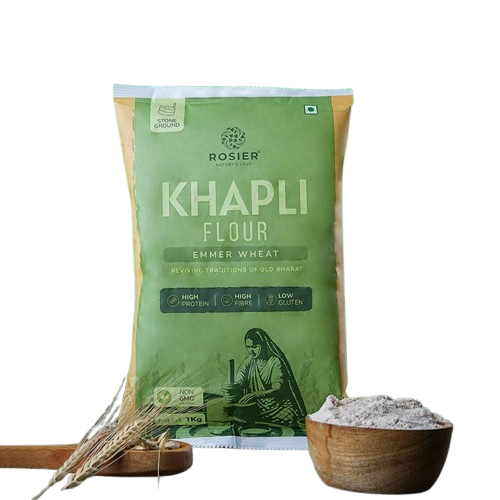 STONE
GROUND
ROSIER®
NATURE'S LOVE
KHAPLI
FLOUR
EMMER WHEAT
REVIVING TRADITIONS OF OLD BHARAT
HIGH PROTEIN
HIGH FIBRE
LOW GLUTEN
NON
GMO
1Kg